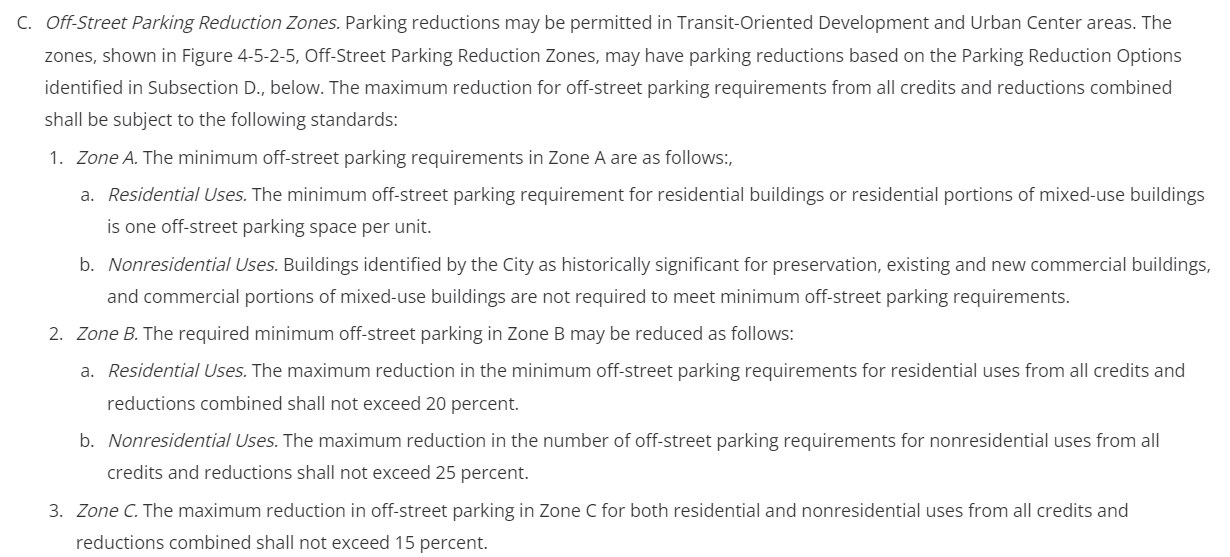 C. Off-Street Parking Reduction Zones. Parking reductions may be permitted in Transit-Oriented Development and Urban Center areas. The
zones, shown in Figure 4-5-2-5, Off-Street Parking Reduction Zones, may have parking reductions based on the Parking Reduction Options
identified in Subsection D., below. The maximum reduction for off-street parking requirements from all credits and reductions combined
shall be subject to the following standards:
1. Zone A. The minimum off-street parking requirements in Zone A are as follows:,
a. Residential Uses. The minimum off-street parking requirement for residential buildings or residential portions of mixed-use buildings
is one off-street parking space per unit.
b. Nonresidential Uses. Buildings identified by the City as historically significant for preservation, existing and new commercial buildings,
and commercial portions of mixed-use buildings are not required to meet minimum off-street parking requirements.
2. Zone B. The required minimum off-street parking in Zone B may be reduced as follows:
a. Residential Uses. The maximum reduction in the minimum off-street parking requirements for residential uses from all credits and
reductions combined shall not exceed 20 percent.
b. Nonresidential Uses. The maximum reduction in the number of off-street parking requirements for nonresidential uses from all
credits and reductions shall not exceed 25 percent.
3. Zone C. The maximum reduction in off-street parking in Zone C for both residential and nonresidential uses from all credits and
reductions combined shall not exceed 15 percent.